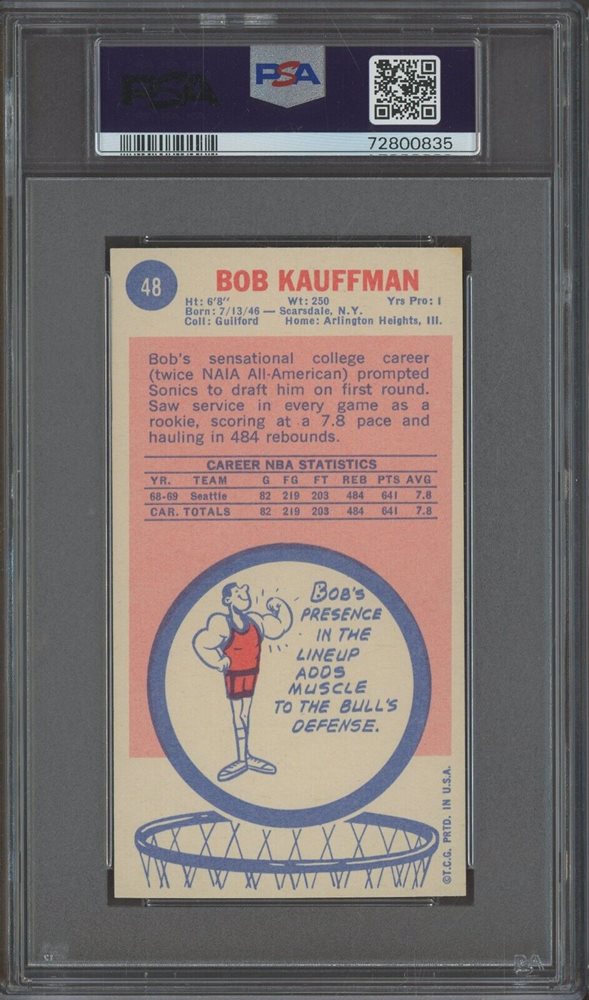 PSA
PSA
72800835
48
BOB KAUFFMAN
Ht: 6'8" Wt: 250 Yrs Pro: 1
Born: 7/13/46 — Scarsdale, N.Y.
Coll: Guilford Home: Arlington Heights, Ill.
Bob's sensational college career
(twice NAIA All-American) prompted
Sonics to draft him on first round.
Saw service in every game as a
rookie, scoring at a 7.8 pace and
hauling in 484 rebounds.
CAREER NBA STATISTICS
YR. TEAM G FG FT REB PTS AVG
68-69 Seattle 82 219 203 484 641 7.8
CAR. TOTALS 82 219 203 484 641 7.8
BOB'S
PRESENCE
IN THE
LINEUP
ADDS
MUSCLE
TO THE BULL'S
DEFENSE.
©T.C.G. PRTD. IN U.S.A.